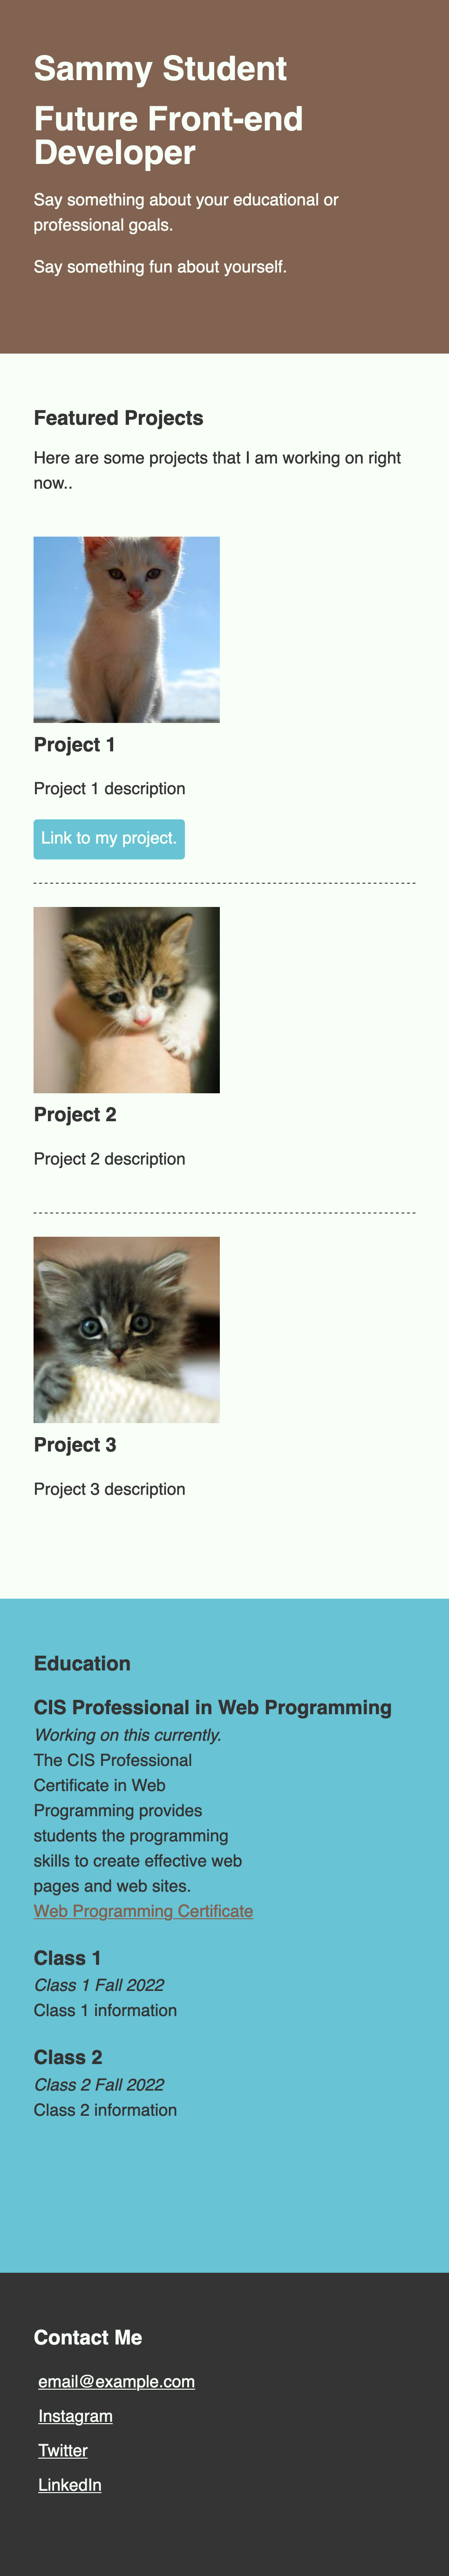 Sammy Student
Future Front-end
Developer
Say something about your educational or
professional goals.
Say something fun about yourself.
Featured Projects
Here are some projects that I am working on right
now..
Project 1
Project 1 description
Link to my project.
Project 2
Project 2 description
Project 3
Project 3 description
Education
CIS Professional in Web Programming
Working on this currently.
The CIS Professional
Certificate in Web
Programming provides
students the programming
skills to create effective web
pages and web sites.
Web Programming Certificate
Class 1
Class 1 Fall 2022
Class 1 information
Class 2
Class 2 Fall 2022
Class 2 information
Contact Me
email@example.com
Instagram
Twitter
LinkedIn